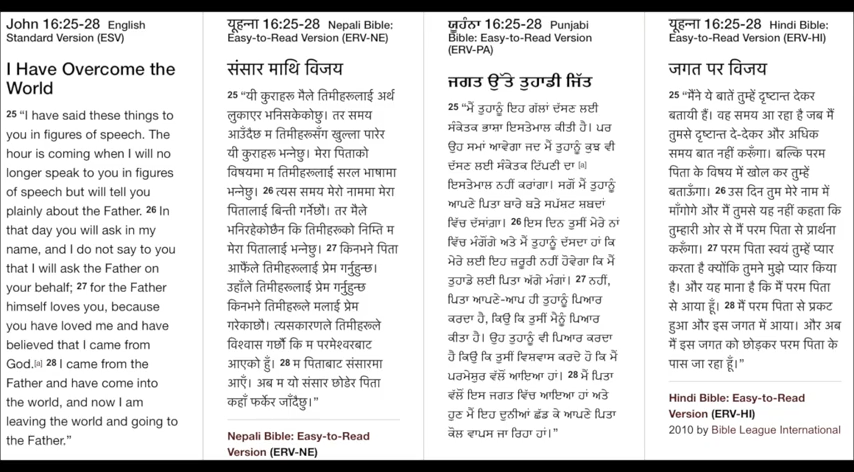 John 16:25-28 English
Standard Version (ESV)
I Have Overcome the
World
25 “I have said these things to
you in figures of speech. The
hour is coming when I will no
longer speak to you in figures
of speech but will tell you
plainly about the Father. 26 In
that day you will ask in my
name, and I do not say to you
that I will ask the Father on
your behalf; 27 for the Father
himself loves you, because
you have loved me and have
believed that I came from
God.[a] 28 I came from the
Father and have come into
the world, and now I am
leaving the world and going to
the Father.”
यूहन्ना 16:25-28 Nepali Bible:
Easy-to-Read Version (ERV-NE)
संसार माथि विजय
25 “यी कुराहरू मैले तिमीहरूलाई अर्थ
लुकाएर भनिसकेकोछु। तर समय
आउँदैछ म तिमीहरूसँग खुल्ला पारेर
यी कुराहरू भन्नेछु। मेरा पिताको
विषयमा म तिमीहरूलाई सरल भाषामा
भन्नेछु। 26 त्यस समय मेरो नाममा मेरा
पितालाई बिन्ती गर्नेछौ। तर मैले
भनिरहेकोछैन कि तिमीहरूको निम्ति म
मेरा पितालाई भन्नेछु। 27 किनभने पिता
आफैंले तिमीहरूलाई प्रेम गर्नुहुन्छ।
उहाँले तिमीहरूलाई प्रेम गर्नुहुन्छ
किनभने तिमीहरूले मलाई प्रेम
गरेकाछौ। त्यसकारणले तिमीहरूले
विश्वास गर्छौ कि म परमेश्वरबाट
आएको हुँ। 28 म पिताबाट संसारमा
आएँ। अब म यो संसार छोडेर पिता
कहाँ फर्केर जाँदैछु।”
Nepali Bible: Easy-to-Read
Version (ERV-NE)
ਯੂਹੰਨਾ 16:25-28 Punjabi
Bible: Easy-to-Read Version
(ERV-PA)
ਜਗਤ ਉੱਤੇ ਤੁਹਾਡੀ ਜਿੱਤ
25 “ਮੈਂ ਤੁਹਾਨੂੰ ਇਹ ਗੱਲਾਂ ਦੱਸਣ ਲਈ
ਸੰਕੇਤਕ ਭਾਸ਼ਾ ਇਸਤੇਮਾਲ ਕੀਤੀ ਹੈ। ਪਰ
ਉਹ ਸਮਾਂ ਆਵੇਗਾ ਜਦ ਮੈਂ ਤੁਹਾਨੂੰ ਕੁਝ ਵੀ
ਦੱਸਣ ਲਈ ਸੰਕੇਤਕ ਟਿੱਪਣੀ ਦਾ [a]
ਇਸਤੇਮਾਲ ਨਹੀਂ ਕਰਾਂਗਾ। ਸਗੋਂ ਮੈਂ ਤੁਹਾਨੂੰ
ਆਪਣੇ ਪਿਤਾ ਬਾਰੇ ਬੜੇ ਸਪੱਸ਼ਟ ਸ਼ਬਦਾਂ
ਵਿੱਚ ਦੱਸਾਂਗਾ। 26 ਇਸ ਦਿਨ ਤੁਸੀਂ ਮੇਰੇ ਨਾਂ
ਵਿੱਚ ਮੰਗੋਂਗੇ ਅਤੇ ਮੈਂ ਤੁਹਾਨੂੰ ਦੱਸਦਾ ਹਾਂ ਕਿ
ਮੇਰੇ ਲਈ ਇਹ ਜ਼ਰੂਰੀ ਨਹੀਂ ਹੋਵੇਗਾ ਕਿ ਮੈਂ
ਤੁਹਾਡੇ ਲਈ ਪਿਤਾ ਅੱਗੇ ਮੰਗਾਂ। 27 ਨਹੀਂ,
ਪਿਤਾ ਆਪਣੇ-ਆਪ ਹੀ ਤੁਹਾਨੂੰ ਪਿਆਰ
ਕਰਦਾ ਹੈ, ਕਿਉਂ ਕਿ ਤੁਸੀਂ ਮੈਨੂੰ ਪਿਆਰ
ਕੀਤਾ ਹੈ। ਉਹ ਤੁਹਾਨੂੰ ਵੀ ਪਿਆਰ ਕਰਦਾ
ਹੈ ਕਿਉਂ ਕਿ ਤੁਸੀਂ ਵਿਸਵਾਸ ਕਰਦੇ ਹੋ ਕਿ ਮੈਂ
ਪਰਮੇਸੁਰ ਵੱਲੋਂ ਆਇਆ ਹਾਂ। 28 ਮੈਂ ਪਿਤਾ
ਵੱਲੋਂ ਇਸ ਜਗਤ ਵਿੱਚ ਆਇਆ ਹਾਂ ਅਤੇ
ਹੁਣ ਮੈਂ ਇਹ ਦੁਨੀਆਂ ਛੱਡ ਕੇ ਆਪਣੇ ਪਿਤਾ
ਕੋਲ ਵਾਪਸ ਜਾ ਰਿਹਾ ਹਾਂ।”
यूहन्ना 16:25-28 Hindi Bible:
Easy-to-Read Version (ERV-HI)
जगत पर विजय
25 “मैंने ये बातें तुम्हें दृष्टान्त देकर
बतायी हैं। वह समय आ रहा है जब मैं
तुमसे दृष्टान्त दे-देकर और अधिक
समय बात नहीं करूँगा। बल्कि परम
पिता के विषय में खोल कर तुम्हें
बताऊँगा। 26 उस दिन तुम मेरे नाम में
माँगोगे और मैं तुमसे यह नहीं कहता कि
तुम्हारी ओर से मैं परम पिता से प्रार्थना
करूँगा। 27 परम पिता स्वयं तुम्हें प्यार
करता है क्योंकि तुमने मुझे प्यार किया
है। और यह माना है कि मैं परम पिता
से आया हूँ। 28 मैं परम पिता से प्रकट
हुआ और इस जगत में आया। और अब
मैं इस जगत को छोड़कर परम पिता के
पास जा रहा हूँ।”
Hindi Bible: Easy-to-Read
Version (ERV-HI)
2010 by Bible League International